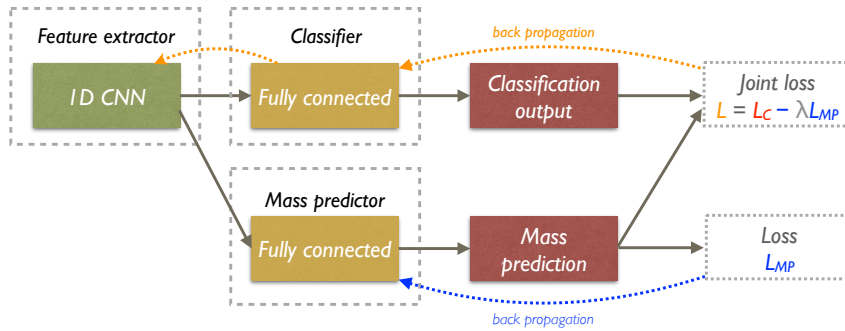 Feature extractor
Classifier
back propagation
1D CNN
Fully connected
Classification
output
Joint loss
L = LC − λLMP
Mass predictor
Fully connected
Mass
prediction
Loss
LMP
back propagation